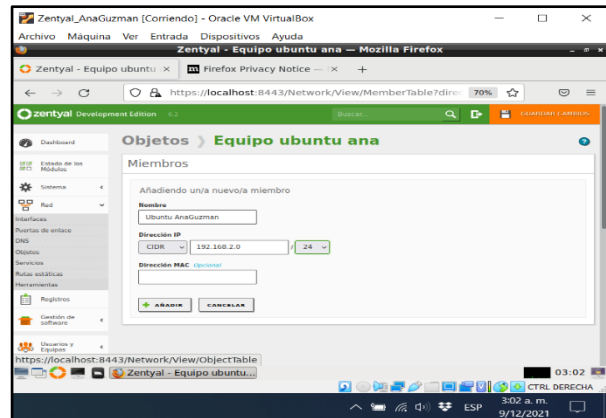 Zentyal_AnaGuzman [Corriendo] - Oracle VM VirtualBox
Archivo Máquina Ver Entrada Dispositivos Ayuda
Zentyal - Equipo ubuntu ana — Mozilla Firefox
Zentyal - Equipo ubuntu ×
Firefox Privacy Notice — ×
https://localhost:8443/Network/View/MemberTable?direc 70%
zentyal Development Edition 6.2
Buscar...
GUARDAR CAMBIOS
Dashboard
Estado de los
Módulos
Sistema
Red
Interfaces
Puertas de enlace
DNS
Objetos
Servicios
Rutas estáticas
Herramientas
Registros
Gestión de
software
Usuarios y
Equipos
Objetos Equipo ubuntu ana
Miembros
Añadiendo un/a nuevo/a miembro
Nombre
Ubuntu AnaGuzman
Dirección IP
CIDR 192.168.2.0 / 24
Dirección MAC Opcional
+ AÑADIR CANCELAR
https://localhost:8443/Network/View/ObjectTable
Zentyal - Equipo ubuntu...
03:02
CTRL DERECHA
ESP
3:02 a. m.
9/12/2021